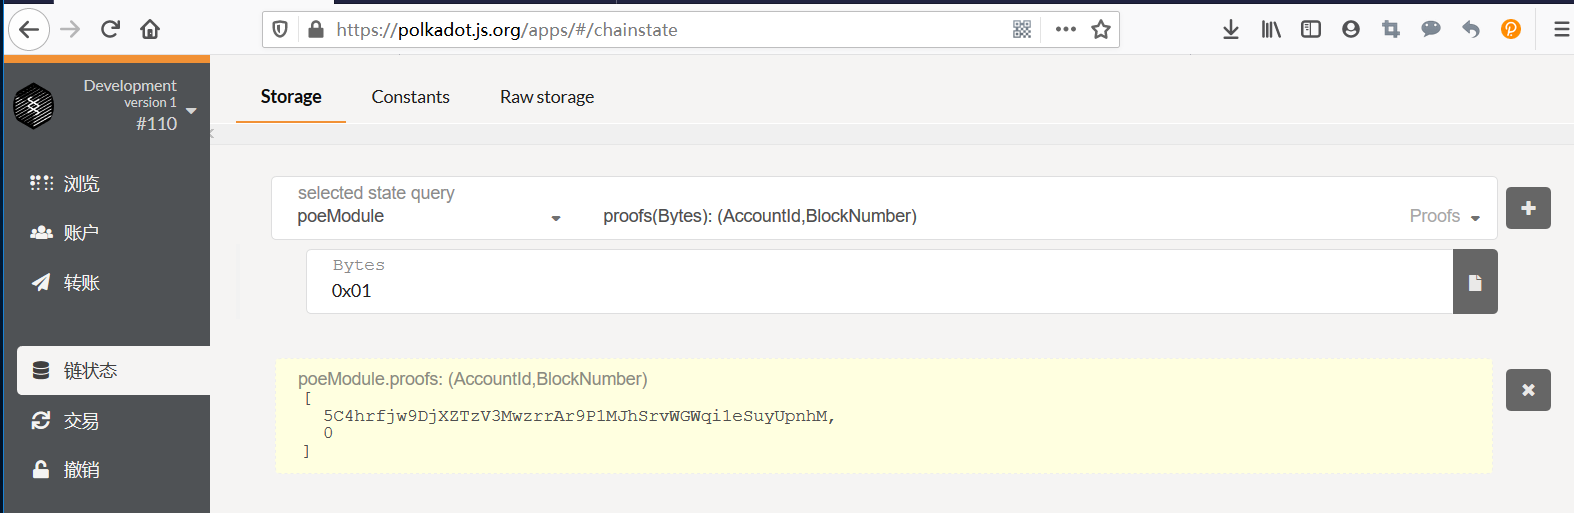 https://polkadot.js.org/apps/#/chainstate
Development
version 1
#110
浏览
账户
转账
链状态
交易
撤销
Storage
Constants
Raw storage
selected state query
poeModule
proofs(Bytes): (AccountId,BlockNumber)
Proofs
Bytes
0x01
poeModule.proofs: (AccountId,BlockNumber)
[
5C4hrfjw9DjXZTzV3MwzrrAr9P1MJhSrvWGWqi1eSuyUpnhM,
0
]